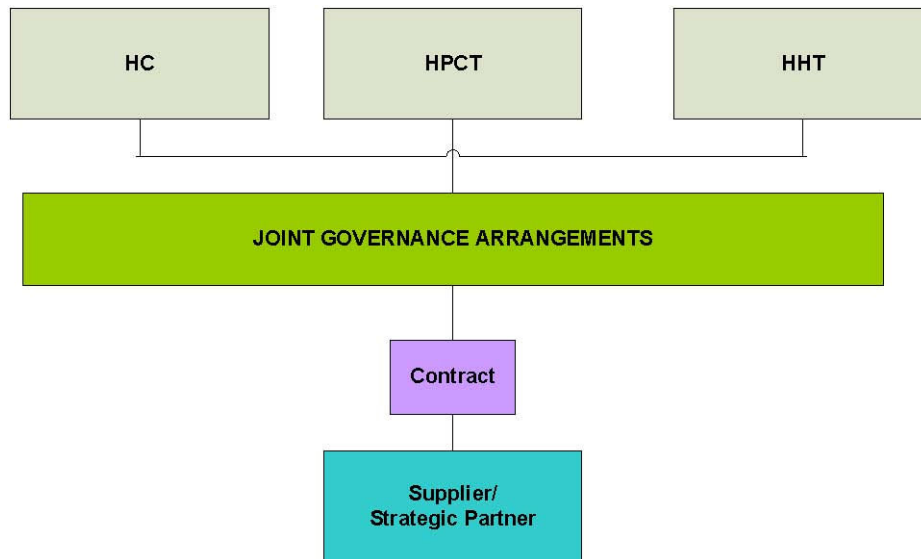 HC
HPCT
HHT
JOINT GOVERNANCE ARRANGEMENTS
Contract
Supplier/
Strategic Partner